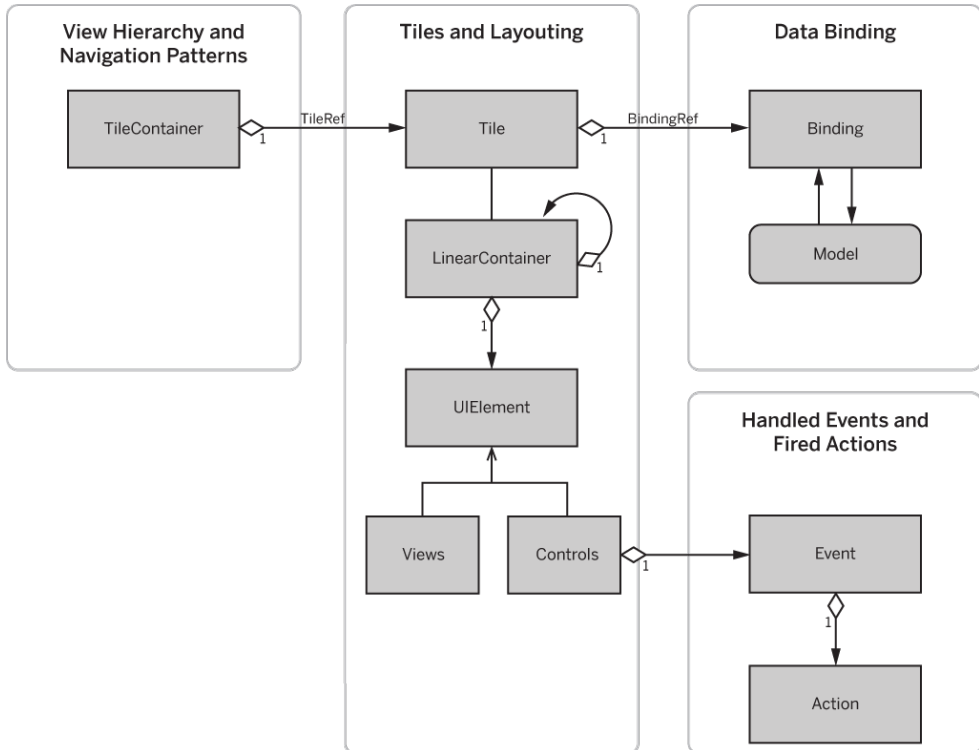 View Hierarchy and
Navigation Patterns
TileContainer
1
TileRef
Tiles and Layouting
Tile
1
BindingRef
LinearContainer
1
1
UIElement
Views
Controls
1
Data Binding
Binding
Model
Handled Events and
Fired Actions
Event
1
Action